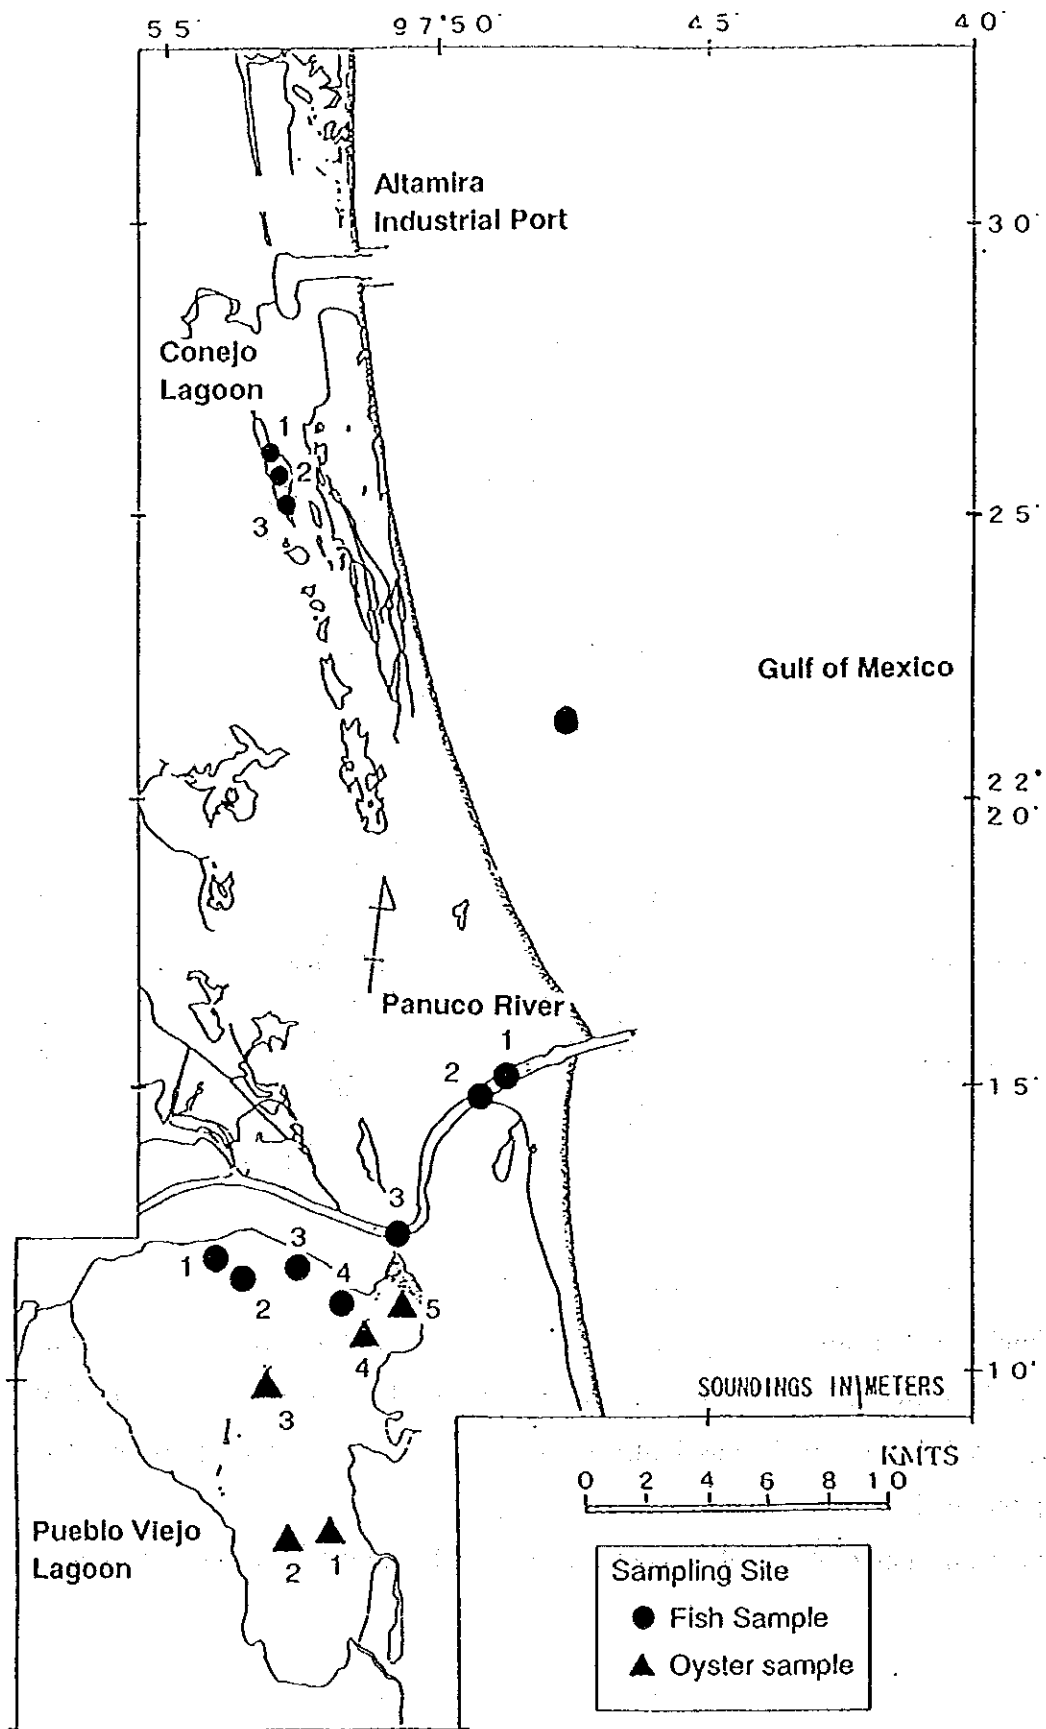 55'
97°50'
45'
40'
Altamira
Industrial Port
30'
Conejo
Lagoon
1
2
3
25'
Gulf of Mexico
22°
20'
Panuco River
1
2
15'
3
3
1
4
2
5
4
10'
SOUNDINGS IN METERS
3
KMTS
0 2 4 6 8 10
Pueblo Viejo
Lagoon
2
1
Sampling Site
Fish Sample
Oyster sample